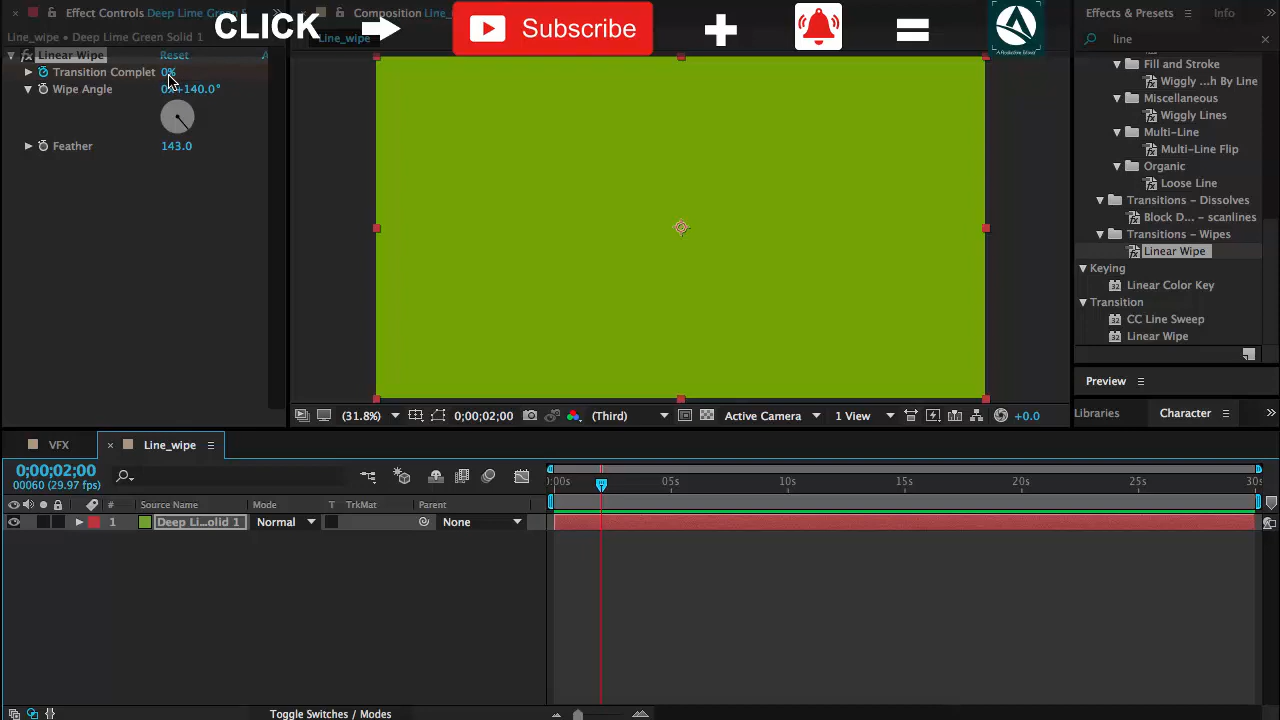 CLICK
Subscribe
Effect Controls Deep Lime Green S
Composition Line_
Effects & Presets
Info
Line_wipe • Deep Lime Green Solid 1
Line_wipe
line
fx Linear Wipe
Reset
A
Transition Complet 0%
Wipe Angle 0x+140.0°
Feather 143.0
Fill and Stroke
Wiggly ...h By Line
Miscellaneous
Wiggly Lines
Multi-Line
Multi-Line Flip
Organic
Loose Line
Transitions – Dissolves
Block D... – scanlines
Transitions – Wipes
Linear Wipe
Keying
32 Linear Color Key
Transition
32 CC Line Sweep
32 Linear Wipe
Preview
(31.8%)
0;00;02;00
(Third)
Active Camera
1 View
+0.0
Libraries
Character
VFX
Line_wipe
0;00;02;00
00060 (29.97 fps)
:00s 05s 10s 15s 20s 25s 30s
# Source Name Mode T TrkMat Parent
1 Deep Li...olid 1 Normal None
Toggle Switches / Modes